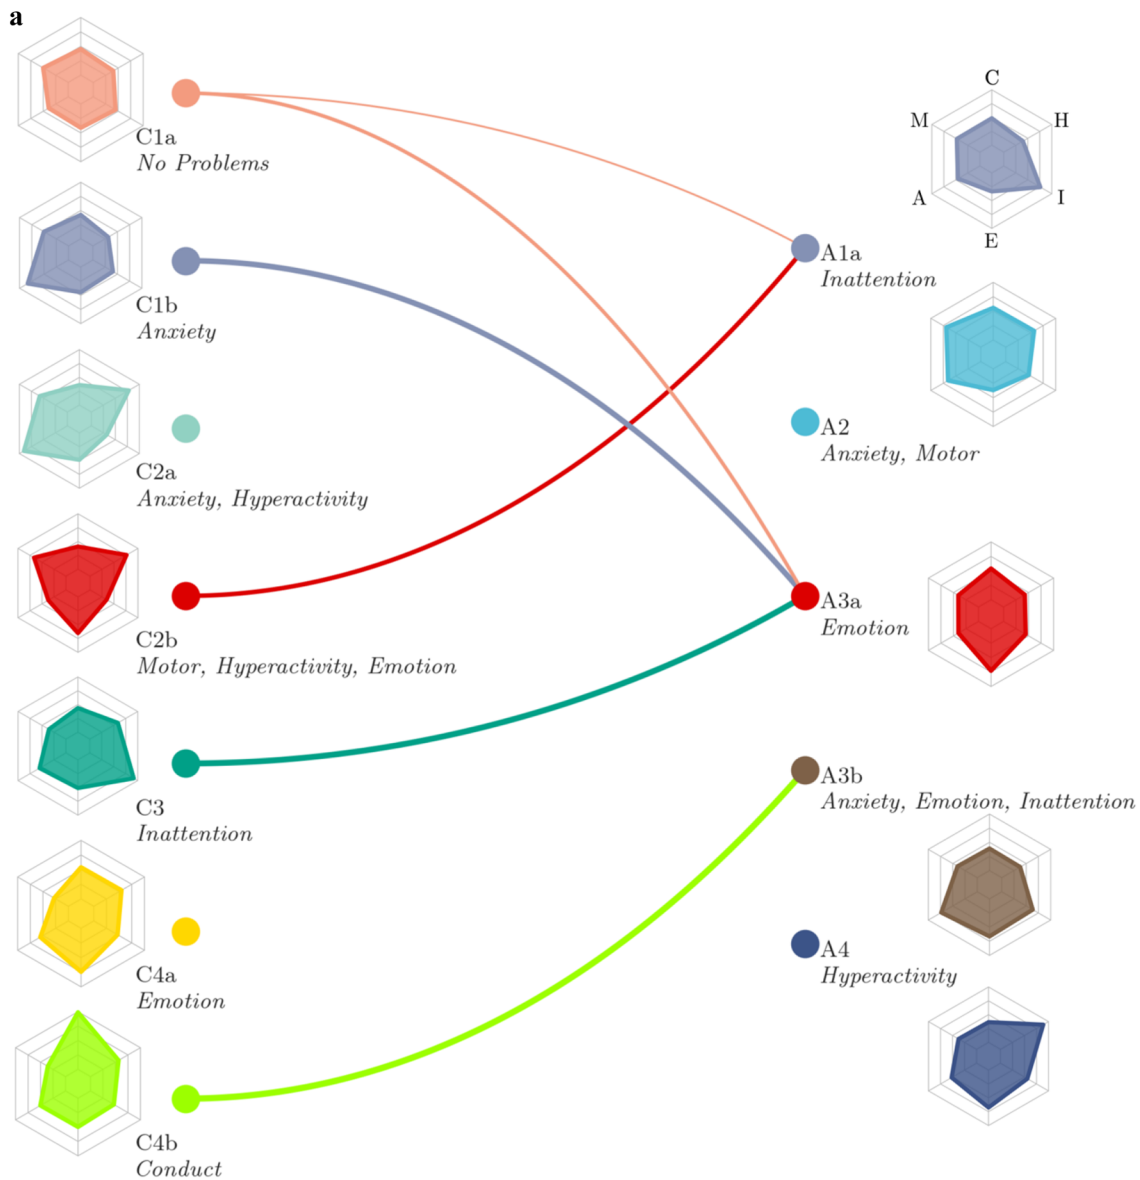 a
C1a
No Problems
C1b
Anxiety
C2a
Anxiety, Hyperactivity
C2b
Motor, Hyperactivity, Emotion
C3
Inattention
C4a
Emotion
C4b
Conduct
C
M
H
A
I
E
A1a
Inattention
A2
Anxiety, Motor
A3a
Emotion
A3b
Anxiety, Emotion, Inattention
A4
Hyperactivity